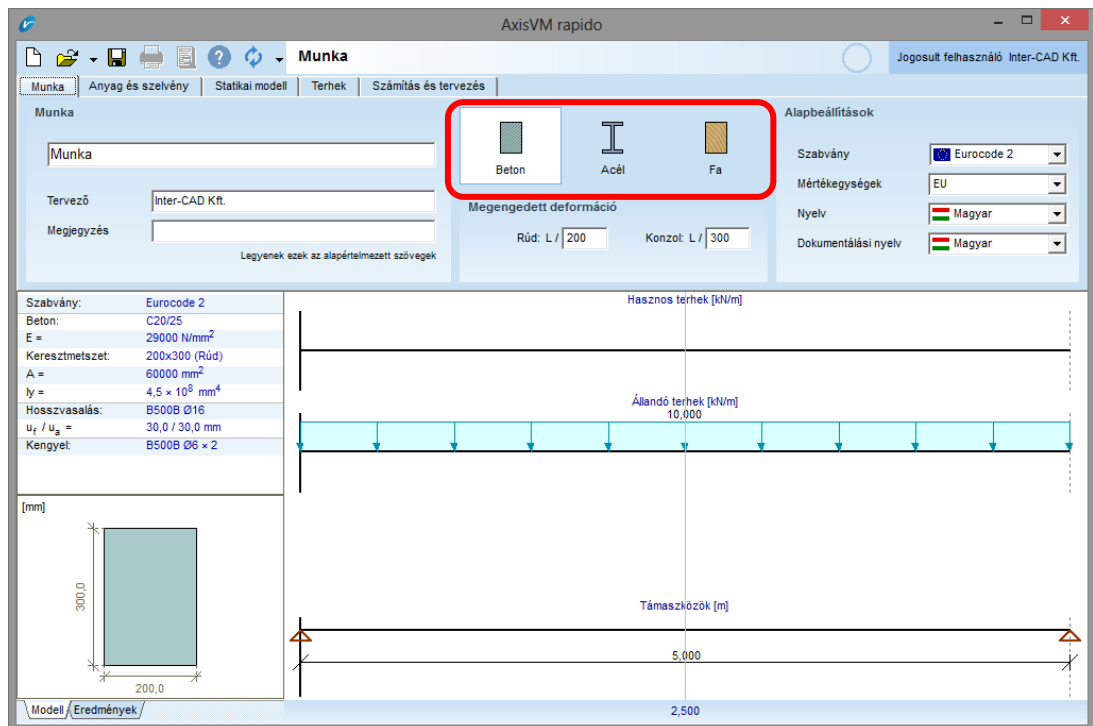 AxisVM rapido
Munka
Jogosult felhasználó Inter-CAD Kft.
Munka
Anyag és szelvény
Statikai modell
Terhek
Számítás és tervezés
Munka
Munka
Tervező Inter-CAD Kft.
Megjegyzés
Legyenek ezek az alapértelmezett szövegek
Beton
Acél
Fa
Megengedett deformáció
Rúd: L / 200
Konzol: L / 300
Alapbeállítások
Szabvány Eurocode 2
Mértékegységek EU
Nyelv Magyar
Dokumentálási nyelv Magyar
Szabvány: Eurocode 2
Beton: C20/25
E = 29000 N/mm²
Keresztmetszet: 200x300 (Rúd)
A = 60000 mm²
Iy = 4,5 × 10⁸ mm⁴
Hosszvasalás: B500B Ø16
uf / ua = 30,0 / 30,0 mm
Kengyel: B500B Ø6 × 2
[mm]
300,0
200,0
Hasznos terhek [kN/m]
Állandó terhek [kN/m]
10,000
Támaszközök [m]
5,000
Modell
Eredmények
2,500